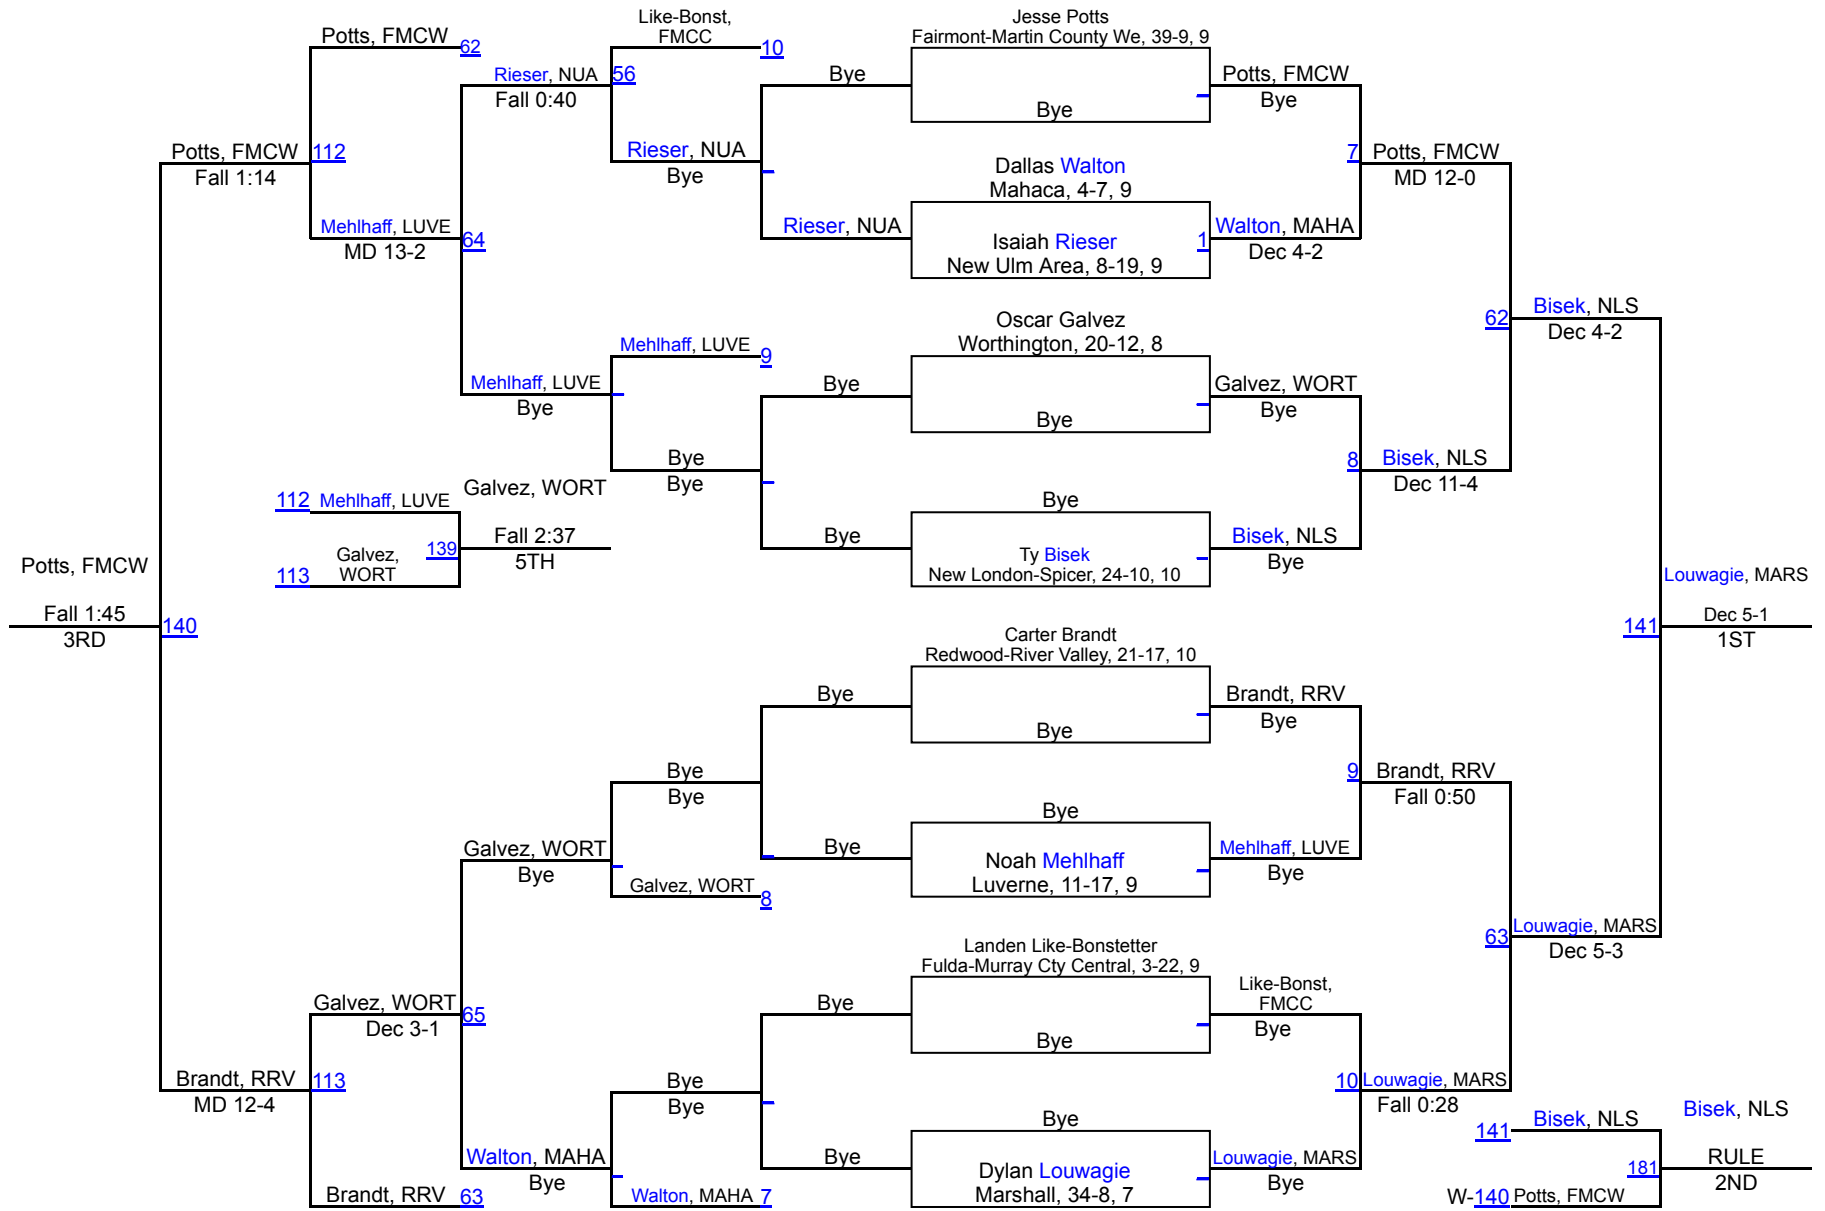 Potts, FMCW
62
Rieser, NUA
Fall 0:40
56
Like-Bonst,
FMCC
10
Rieser, NUA
Bye
Bye
Rieser, NUA
Jesse Potts
Fairmont-Martin County We, 39-9, 9
Bye
Potts, FMCW
Bye
Dallas Walton
Mahaca, 4-7, 9
Isaiah Rieser
New Ulm Area, 8-19, 9
1
Walton, MAHA
Dec 4-2
7
Potts, FMCW
MD 12-0
Potts, FMCW
Fall 1:14
112
Mehlhaff, LUVE
MD 13-2
64
Mehlhaff, LUVE
Bye
Mehlhaff, LUVE
9
Bye
Bye
Bye
Bye
Oscar Galvez
Worthington, 20-12, 8
Bye
Galvez, WORT
Bye
Bye
Ty Bisek
New London-Spicer, 24-10, 10
Bisek, NLS
Bye
8
Bisek, NLS
Dec 11-4
62
Bisek, NLS
Dec 4-2
112
Mehlhaff, LUVE
113
Galvez,
WORT
139
Galvez, WORT
Fall 2:37
5TH
Potts, FMCW
Fall 1:45
3RD
140
Louwagie, MARS
141
Dec 5-1
1ST
Carter Brandt
Redwood-River Valley, 21-17, 10
Bye
Bye
Brandt, RRV
Bye
Bye
Bye
Bye
Bye
Noah Mehlhaff
Luverne, 11-17, 9
Mehlhaff, LUVE
Bye
9
Brandt, RRV
Fall 0:50
Galvez, WORT
Bye
Galvez, WORT
8
Landen Like-Bonstetter
Fulda-Murray Cty Central, 3-22, 9
Bye
Bye
Like-Bonst,
FMCC
Bye
63
Louwagie, MARS
Dec 5-3
Galvez, WORT
Dec 3-1
65
Brandt, RRV
MD 12-4
113
Bye
Bye
Bye
Bye
Dylan Louwagie
Marshall, 34-8, 7
Louwagie, MARS
Bye
10
Louwagie, MARS
Fall 0:28
Walton, MAHA
Bye
Walton, MAHA
7
Brandt, RRV
63
141
Bisek, NLS
W-140
Potts, FMCW
181
Bisek, NLS
RULE
2ND